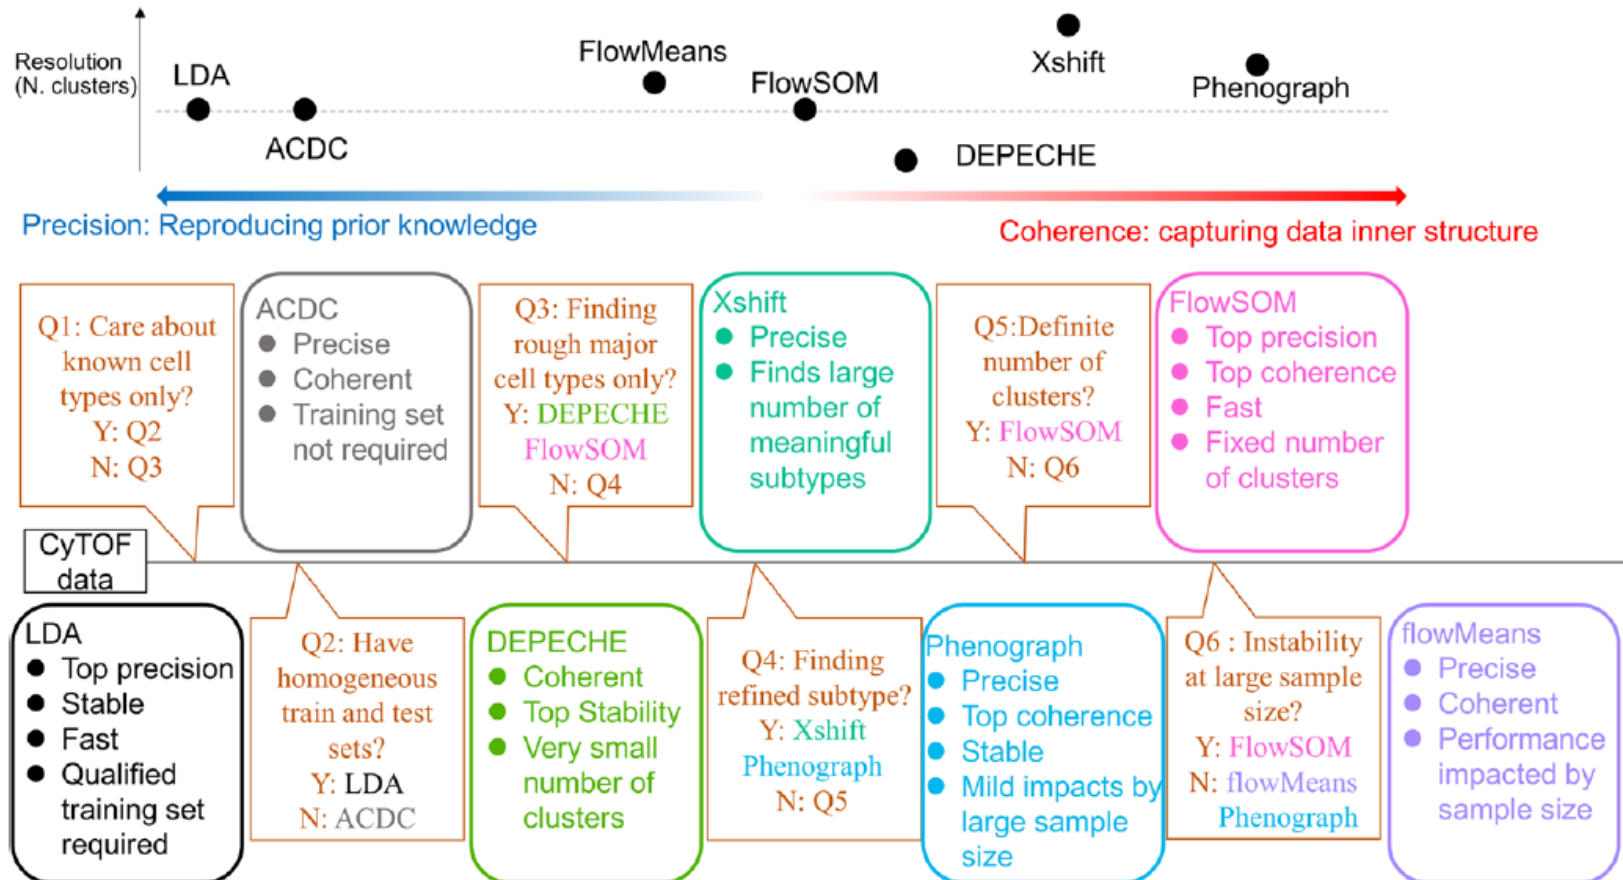 Resolution
(N. clusters)
LDA
ACDC
FlowMeans
FlowSOM
DEPECHE
Xshift
Phenograph
Precision: Reproducing prior knowledge
Coherence: capturing data inner structure
Q1: Care about
known cell
types only?
Y: Q2
N: Q3
ACDC
Precise
Coherent
Training set
not required
Q3: Finding
rough major
cell types only?
Y: DEPECHE
FlowSOM
N: Q4
Xshift
Precise
Finds large
number of
meaningful
subtypes
Q5:Definite
number of
clusters?
Y: FlowSOM
N: Q6
FlowSOM
Top precision
Top coherence
Fast
Fixed number
of clusters
CyTOF
data
LDA
Top precision
Stable
Fast
Qualified
training set
required
Q2: Have
homogeneous
train and test
sets?
Y: LDA
N: ACDC
DEPECHE
Coherent
Top Stability
Very small
number of
clusters
Q4: Finding
refined subtype?
Y: Xshift
Phenograph
N: Q5
Phenograph
Precise
Top coherence
Stable
Mild impacts by
large sample
size
Q6 : Instability
at large sample
size?
Y: FlowSOM
N: flowMeans
Phenograph
flowMeans
Precise
Coherent
Performance
impacted by
sample size